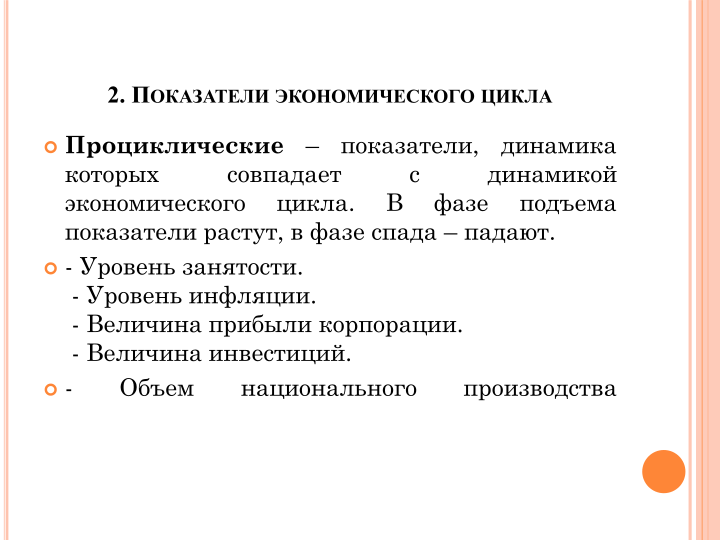 2. Показатели экономического цикла
Проциклические – показатели, динамика
которых совпадает с динамикой
экономического цикла. В фазе подъема
показатели растут, в фазе спада – падают.
- Уровень занятости.
- Уровень инфляции.
- Величина прибыли корпорации.
- Величина инвестиций.
- Объем национального производства